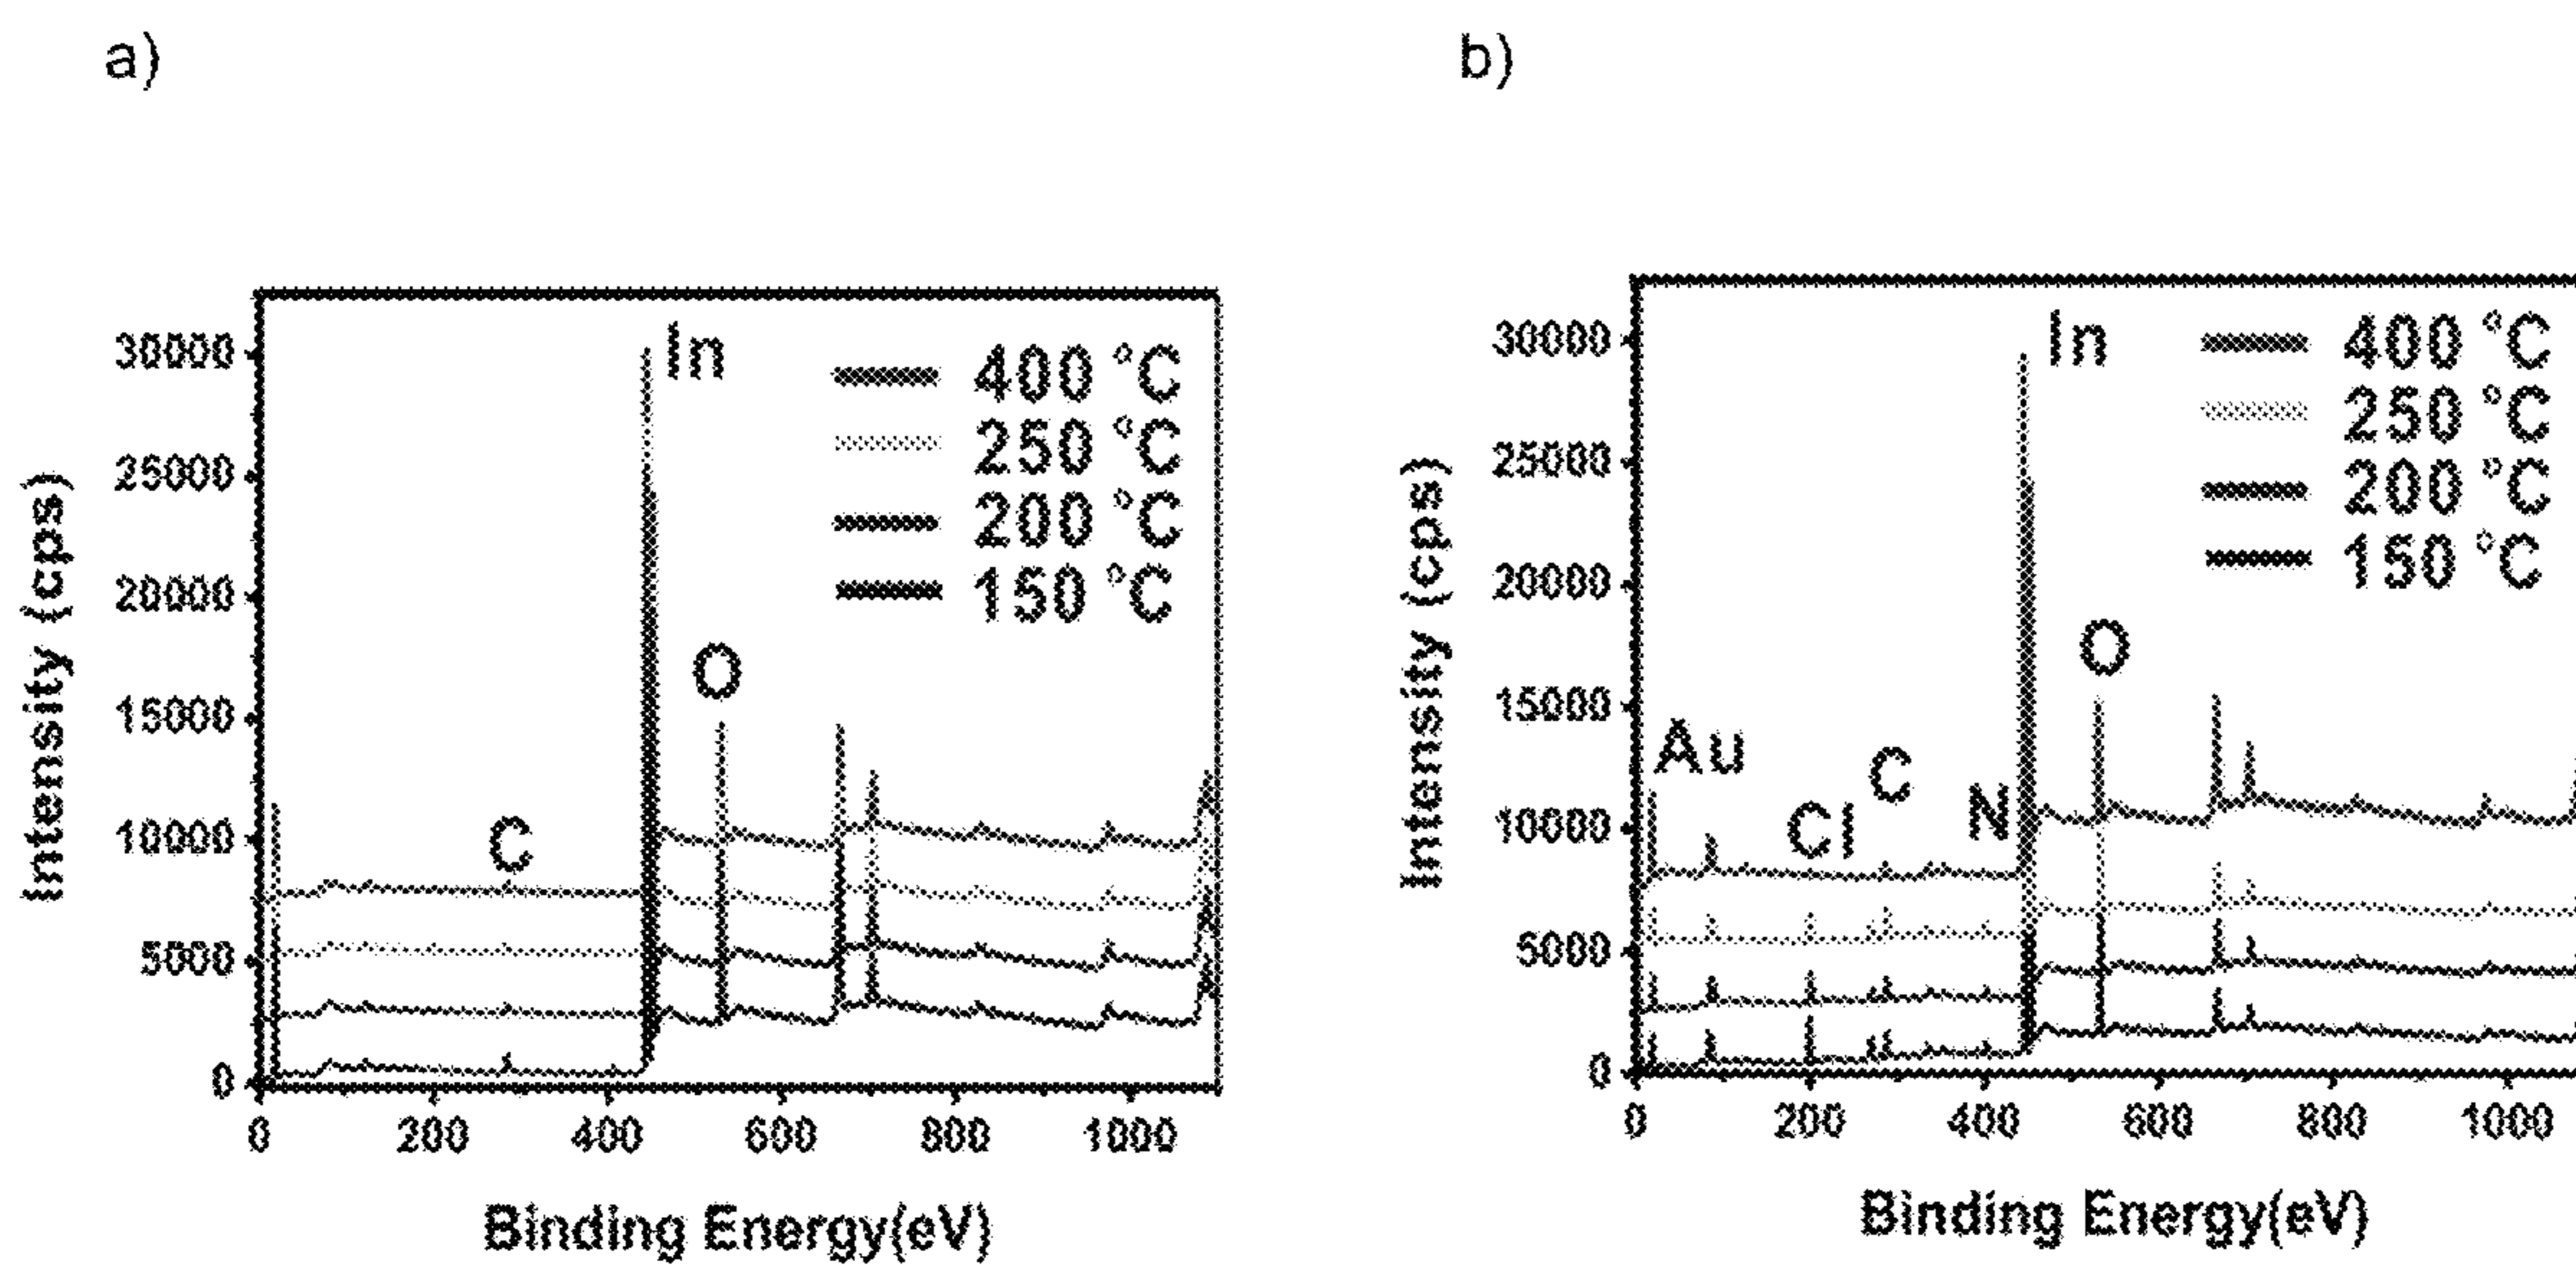 a)
b)
Intensity (cps)
30000
25000
20000
15000
10000
5000
0
0 200 400 600 800 1000
Binding Energy(eV)
In
O
C
400 °C
250 °C
200 °C
150 °C
Intensity (cps)
30000
25000
20000
15000
10000
5000
0
0 200 400 600 800 1000
Binding Energy(eV)
Au
Cl
C
N
In
O
400 °C
250 °C
200 °C
150 °C